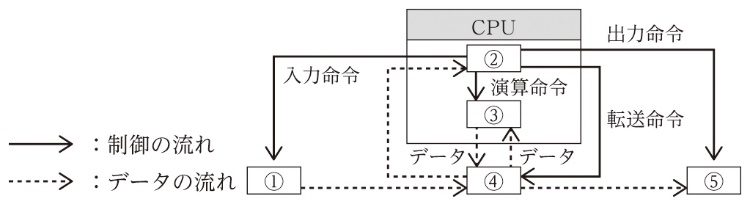 CPU
出力命令
②
入力命令
演算命令
③
転送命令
：制御の流れ
データ
データ
：データの流れ
①
④
⑤